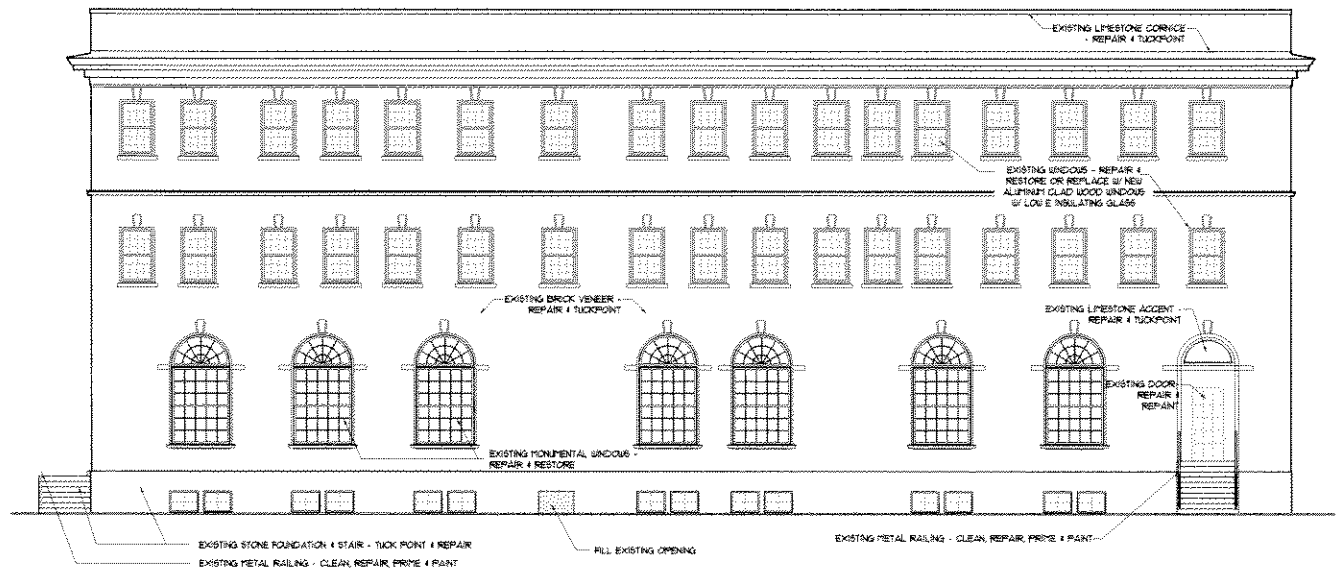 EXISTING LIMESTONE CORNICE
- REPAIR & TUCKPOINT
EXISTING WINDOWS - REPAIR &
RESTORE OR REPLACE W/ NEW
ALUMINUM CLAD WOOD WINDOWS
W/ LOW E INSULATING GLASS
EXISTING BRICK VENEER -
REPAIR & TUCKPOINT
EXISTING LIMESTONE ACCENT -
REPAIR & TUCKPOINT
EXISTING DOOR
REPAIR &
REPAINT
EXISTING MONUMENTAL WINDOWS -
REPAIR & RESTORE
EXISTING STONE FOUNDATION & STAIR - TUCK POINT & REPAIR
FILL EXISTING OPENING
EXISTING METAL RAILING - CLEAN, REPAIR, PRIME & PAINT
EXISTING METAL RAILING - CLEAN, REPAIR, PRIME & PAINT